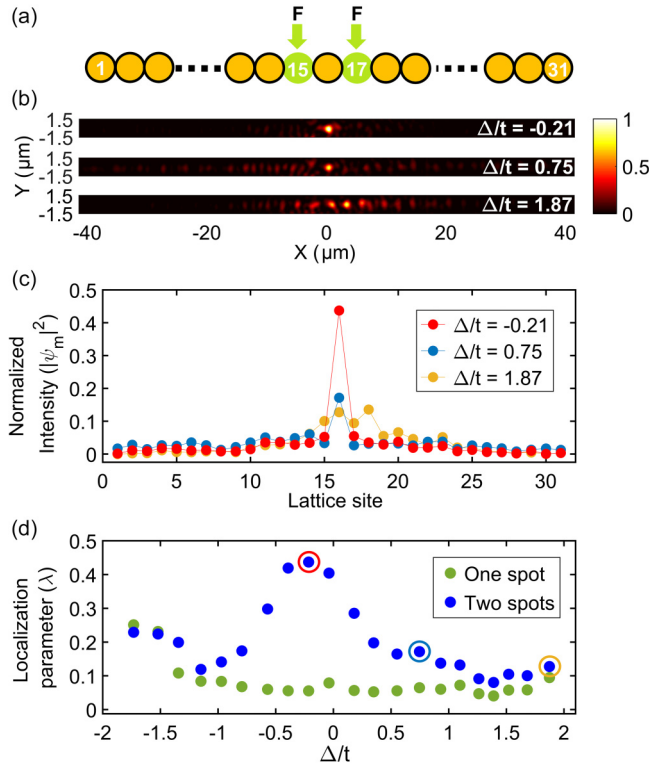 (a)
F F
1 15 17 31
(b)
1.5
-1.5
Δ/t = -0.21
1.5
-1.5
Δ/t = 0.75
1.5
-1.5
Δ/t = 1.87
Y (μm)
-40 -20 0 20 40
X (μm)
1
0.5
0
(c)
0.5
0.4
0.3
0.2
0.1
0
Normalized
Intensity (|ψm|²)
Δ/t = -0.21
Δ/t = 0.75
Δ/t = 1.87
0 5 10 15 20 25 30
Lattice site
(d)
0.5
0.4
0.3
0.2
0.1
0
Localization
parameter (λ)
One spot
Two spots
-2 -1.5 -1 -0.5 0 0.5 1 1.5 2
Δ/t